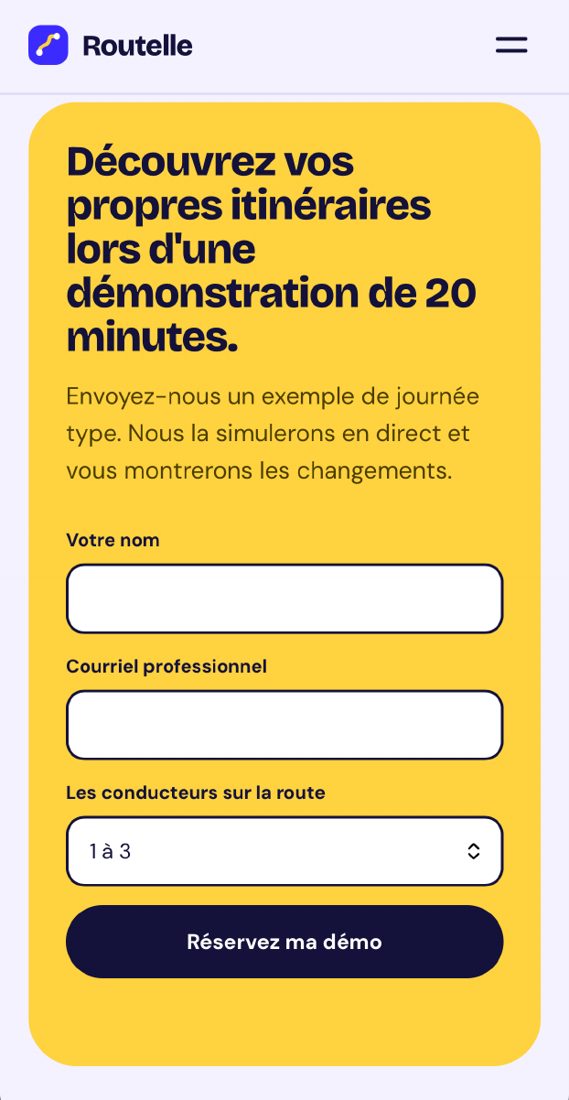 Routelle
Découvrez vos
propres itinéraires
lors d'une
démonstration de 20
minutes.
Envoyez-nous un exemple de journée
type. Nous la simulerons en direct et
vous montrerons les changements.
Votre nom
Courriel professionnel
Les conducteurs sur la route
1 à 3
Réservez ma démo